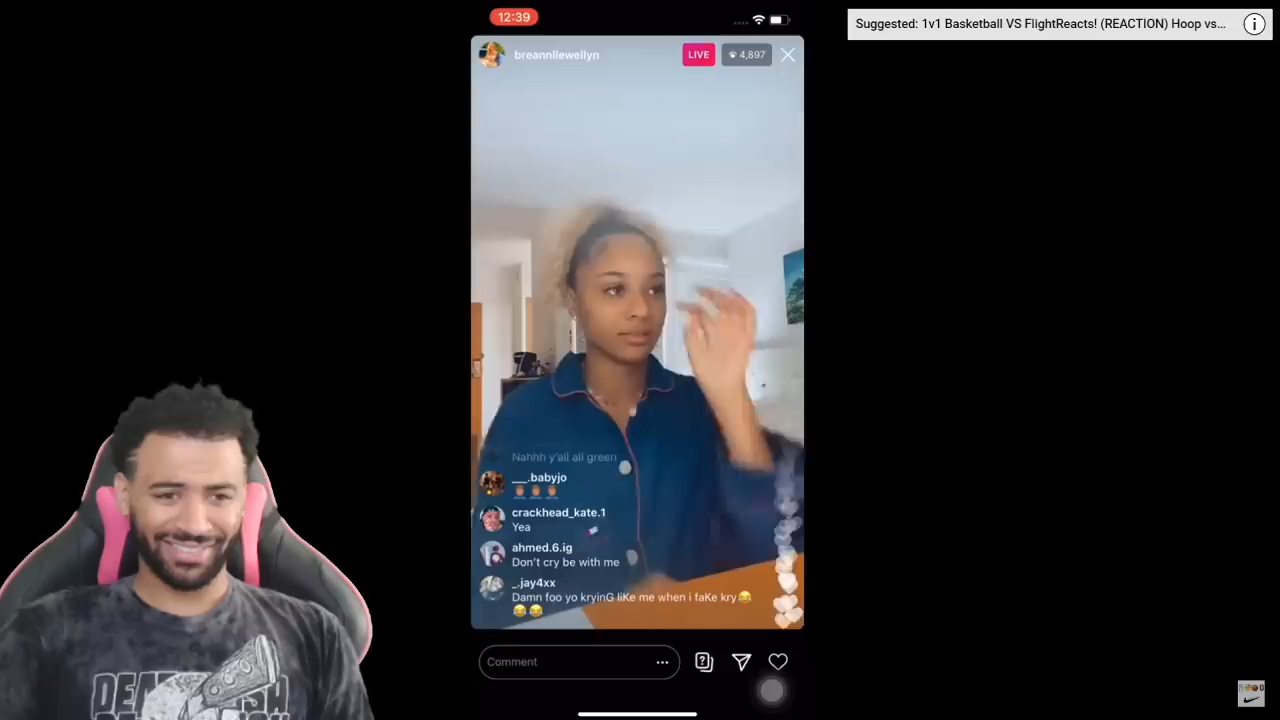 12:39
Suggested: 1v1 Basketball VS FlightReacts! (REACTION) Hoop vs...
breannllewellyn
LIVE
4,897
Nahhh y'all all green
___.babyjo
🤦🏽🤦🏽🤦🏽
crackhead_kate.1
Yea
ahmed.6.ig
Don't cry be with me
_.jay4xx
Damn foo yo kryinG liKe me when i faKe kry😂
😂😂
Comment